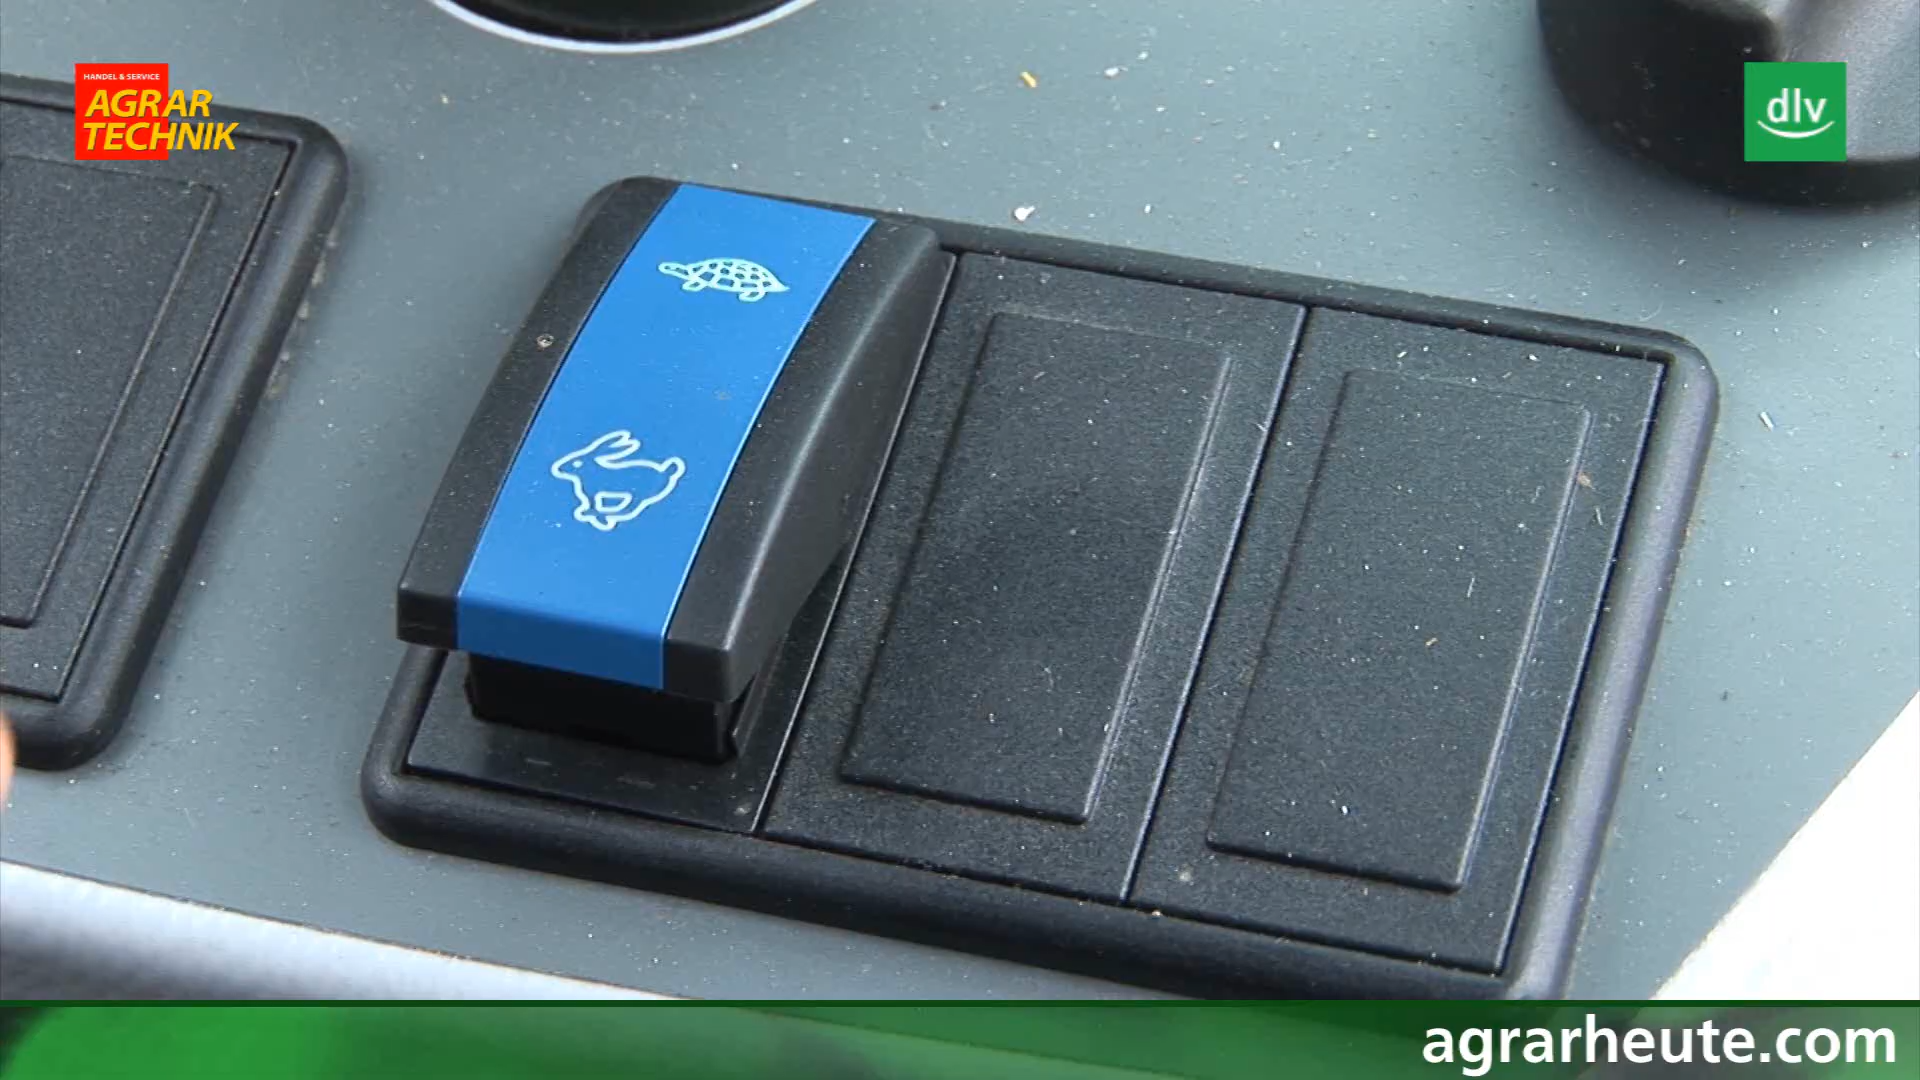 HANDEL & SERVICE
AGRAR
TECHNIK
dlv
agrarheute.com